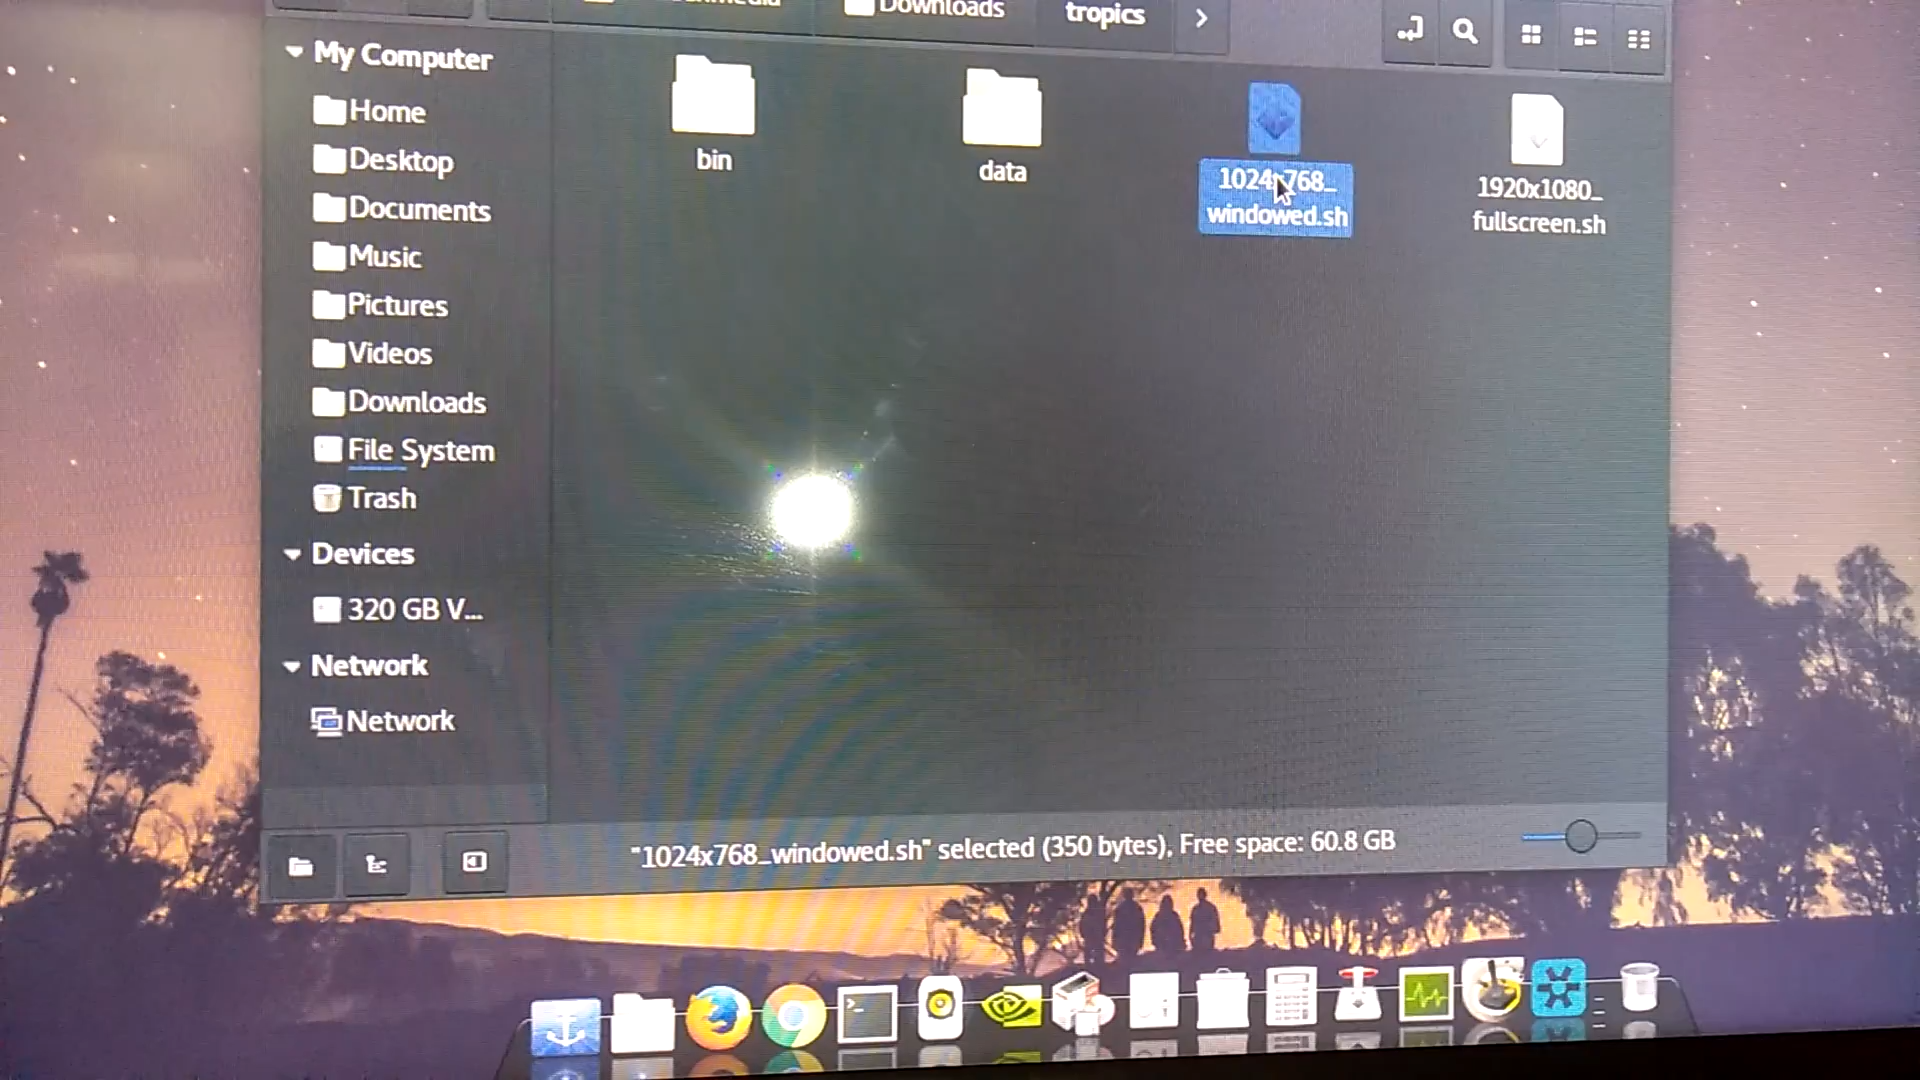 Downloads
tropics
My Computer
Home
Desktop
Documents
Music
Pictures
Videos
Downloads
File System
Trash
Devices
320 GB V...
Network
Network
bin
data
1024x768_
windowed.sh
1920x1080_
fullscreen.sh
"1024x768_windowed.sh" selected (350 bytes), Free space: 60.8 GB